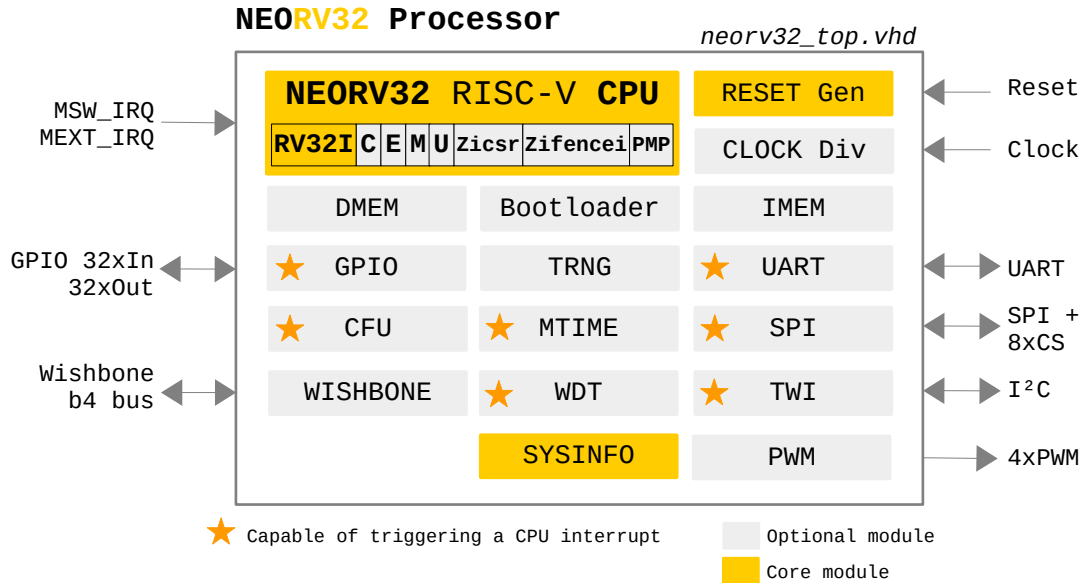 NEORV32 Processor
neorv32_top.vhd
NEORV32 RISC-V CPU
RV32I C E M U Zicsr Zifencei PMP
RESET Gen
Reset
MSW_IRQ
MEXT_IRQ
CLOCK Div
Clock
DMEM
Bootloader
IMEM
GPIO 32xIn
32xOut
GPIO
TRNG
UART
UART
CFU
MTIME
SPI
SPI +
8xCS
Wishbone
b4 bus
WISHBONE
WDT
TWI
I²C
SYSINFO
PWM
4xPWM
Capable of triggering a CPU interrupt
Optional module
Core module